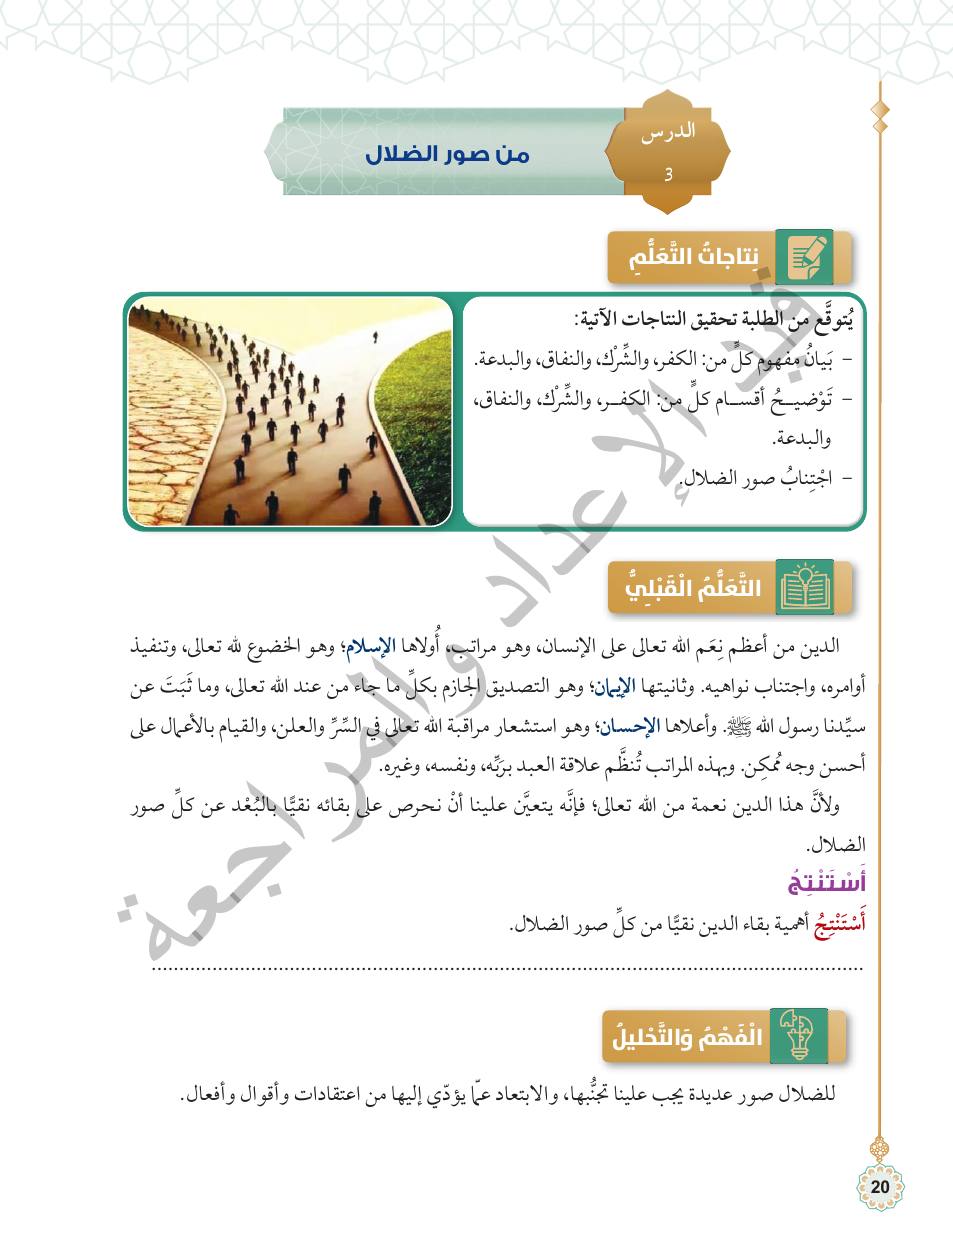 الدرس
3
من صور الضلال
نِتاجاتُ التَّعَلُّمِ
يُتوقَّع من الطلبة تحقيق النتاجات الآتية:
– بَيانُ مفهوم كلٍّ من: الكفر، والشِّرْك، والنفاق، والبدعة.
– تَوْضيـــحُ أقســـام كلٍّ من: الكفـــر، والشِّرْك، والنفاق،
والبدعة.
– اجْتِنابُ صور الضلال.
التَّعَلُّمُ الْقَبْلِيُّ
الدين من أعظم نِعَم الله تعالى على الإنسان، وهو مراتب، أُولاها الإسلام؛ وهو الخضوع لله تعالى، وتنفيذ
أوامره، واجتناب نواهيه. وثانيتها الإيمان؛ وهو التصديق الجازم بكلِّ ما جاء من عند الله تعالى، وما ثَبَتَ عن
سيِّدنا رسول الله ﷺ. وأعلاها الإحسان؛ وهو استشعار مراقبة الله تعالى في السِّرِّ والعلن، والقيام بالأعمال على
أحسن وجه مُمكِن. وبهذه المراتب تُنظَّم علاقة العبد برَبِّه، ونفسه، وغيره.
ولأنَّ هذا الدين نعمة من الله تعالى؛ فإنَّه يتعيَّن علينا أنْ نحرص على بقائه نقيًّا بالبُعْد عن كلِّ صور
الضلال.
أَسْتَنْتِجُ
أَسْتَنْتِجُ أهمية بقاء الدين نقيًّا من كلِّ صور الضلال.
الْفَهْمُ وَالتَّحْليلُ
للضلال صور عديدة يجب علينا تجنُّبها، والابتعاد عمّا يؤدّي إليها من اعتقادات وأقوال وأفعال.
20
قيد الإعداد والمراجعة